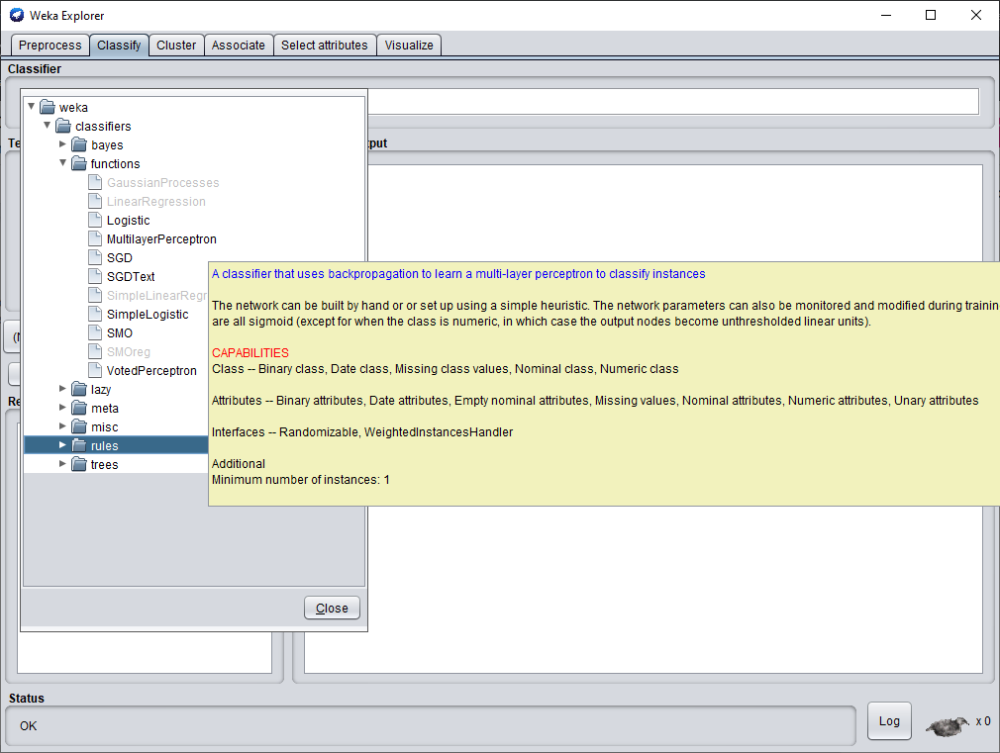 Weka Explorer
Preprocess Classify Cluster Associate Select attributes Visualize
Classifier
weka
classifiers
bayes
functions
GaussianProcesses
LinearRegression
Logistic
MultilayerPerceptron
SGD
SGDText
SimpleLinearRegr
SimpleLogistic
SMO
SMOreg
VotedPerceptron
lazy
meta
misc
rules
trees
Close
A classifier that uses backpropagation to learn a multi-layer perceptron to classify instances
The network can be built by hand or or set up using a simple heuristic. The network parameters can also be monitored and modified during trainin
are all sigmoid (except for when the class is numeric, in which case the output nodes become unthresholded linear units).
CAPABILITIES
Class -- Binary class, Date class, Missing class values, Nominal class, Numeric class
Attributes -- Binary attributes, Date attributes, Empty nominal attributes, Missing values, Nominal attributes, Numeric attributes, Unary attributes
Interfaces -- Randomizable, WeightedInstancesHandler
Additional
Minimum number of instances: 1
Status
OK
Log
x 0